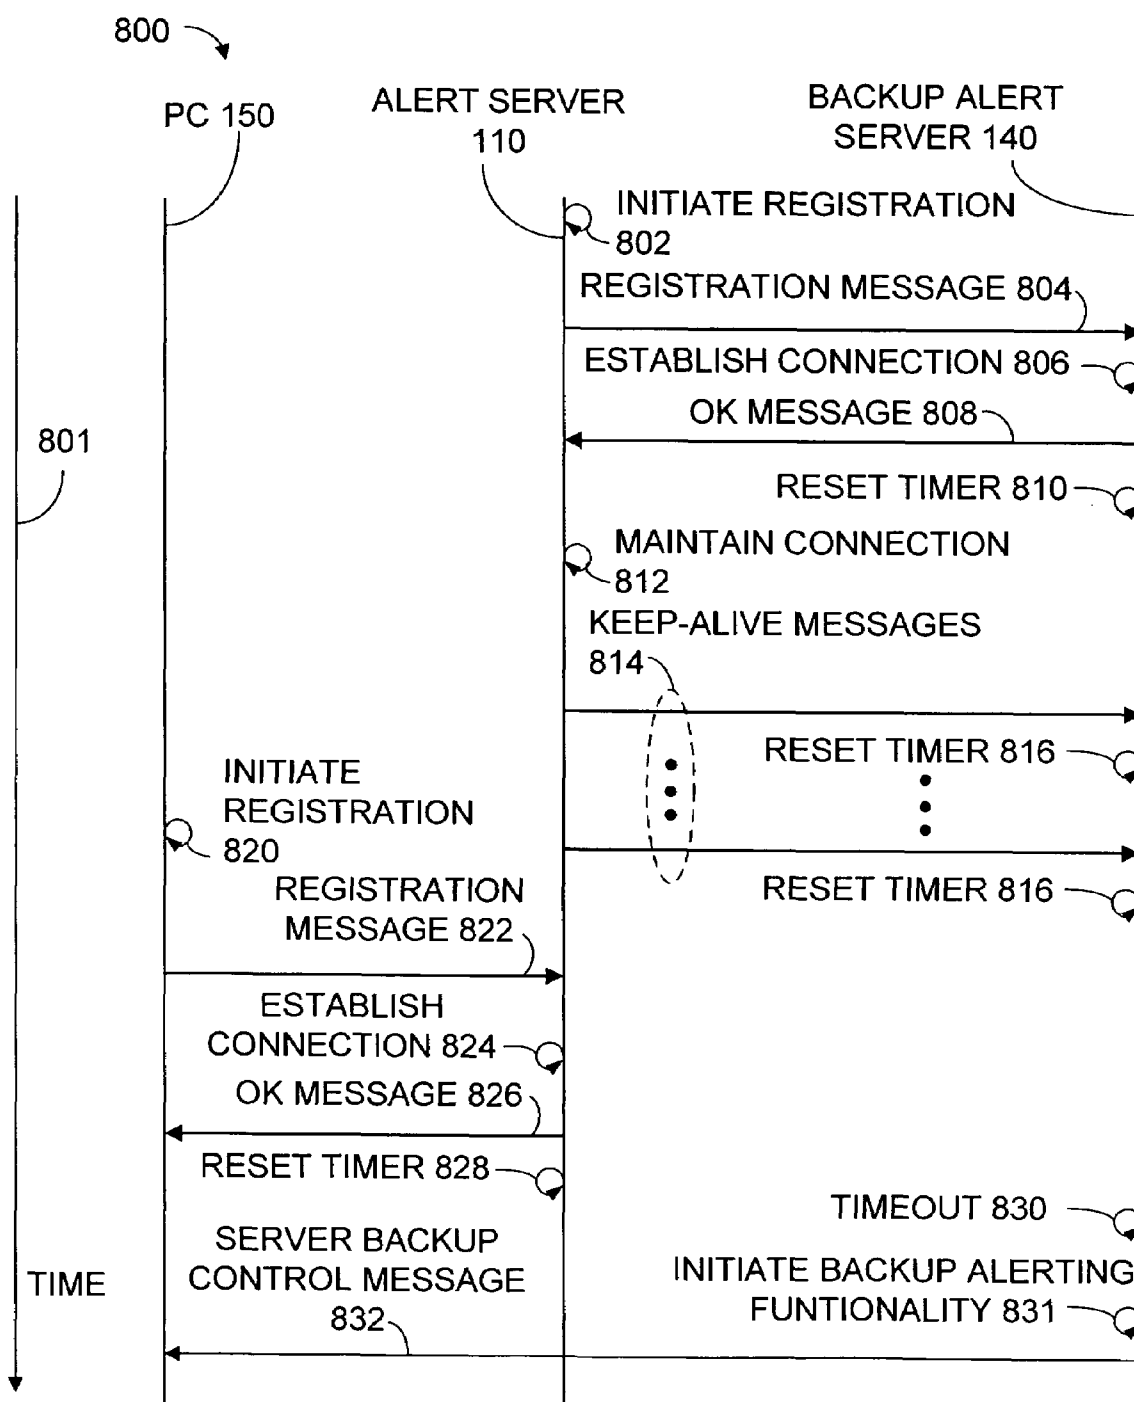 800
PC 150
ALERT SERVER
110
BACKUP ALERT
SERVER 140
INITIATE REGISTRATION
802
REGISTRATION MESSAGE 804
ESTABLISH CONNECTION 806
OK MESSAGE 808
801
RESET TIMER 810
MAINTAIN CONNECTION
812
KEEP-ALIVE MESSAGES
814
RESET TIMER 816
INITIATE
REGISTRATION
820
RESET TIMER 816
REGISTRATION
MESSAGE 822
ESTABLISH
CONNECTION 824
OK MESSAGE 826
RESET TIMER 828
TIMEOUT 830
SERVER BACKUP
CONTROL MESSAGE
832
TIME
INITIATE BACKUP ALERTING
FUNTIONALITY 831